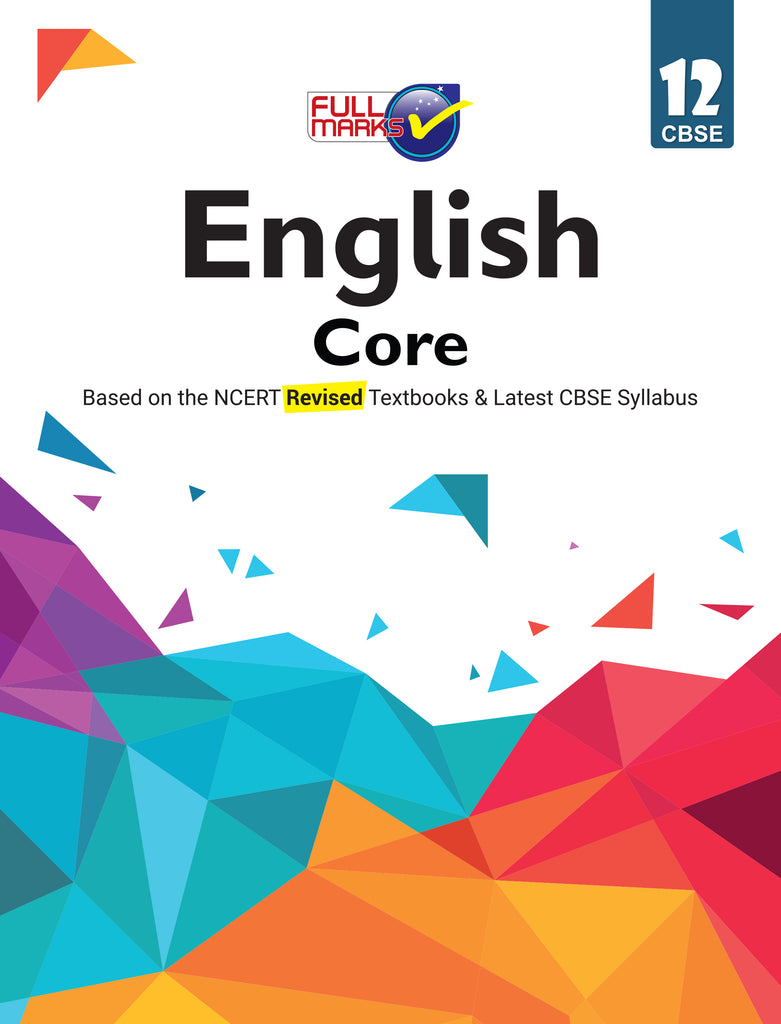 12
CBSE
FULL
MARKS
English
Core
Based on the NCERT Revised Textbooks & Latest CBSE Syllabus